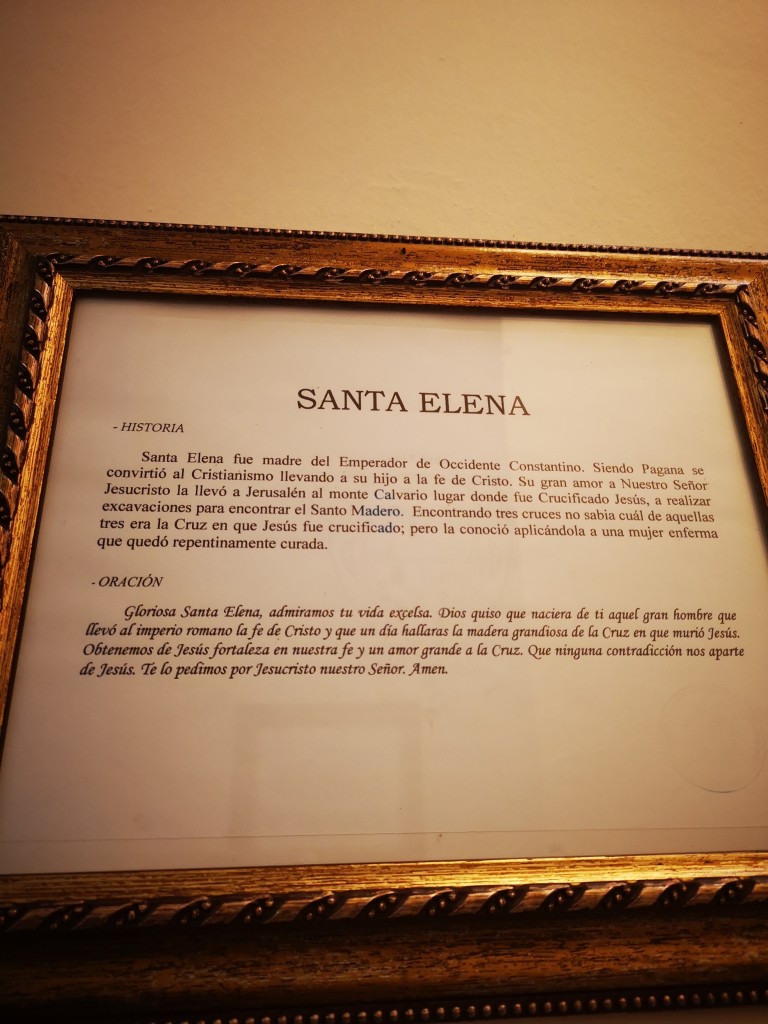 SANTA ELENA
- HISTORIA
Santa Elena fue madre del Emperador de Occidente Constantino. Siendo Pagana se
convirtió al Cristianismo llevando a su hijo a la fe de Cristo. Su gran amor a Nuestro Señor
Jesucristo la llevó a Jerusalén al monte Calvario lugar donde fue Crucificado Jesús, a realizar
excavaciones para encontrar el Santo Madero. Encontrando tres cruces no sabia cuál de aquellas
tres era la Cruz en que Jesús fue crucificado; pero la conoció aplicándola a una mujer enferma
que quedó repentinamente curada.
- ORACIÓN
Gloriosa Santa Elena, admiramos tu vida excelsa. Dios quiso que naciera de ti aquel gran hombre que
llevó al imperio romano la fe de Cristo y que un día hallaras la madera grandiosa de la Cruz en que murió Jesús.
Obtenemos de Jesús fortaleza en nuestra fe y un amor grande a la Cruz. Que ninguna contradicción nos aparte
de Jesús. Te lo pedimos por Jesucristo nuestro Señor. Amen.